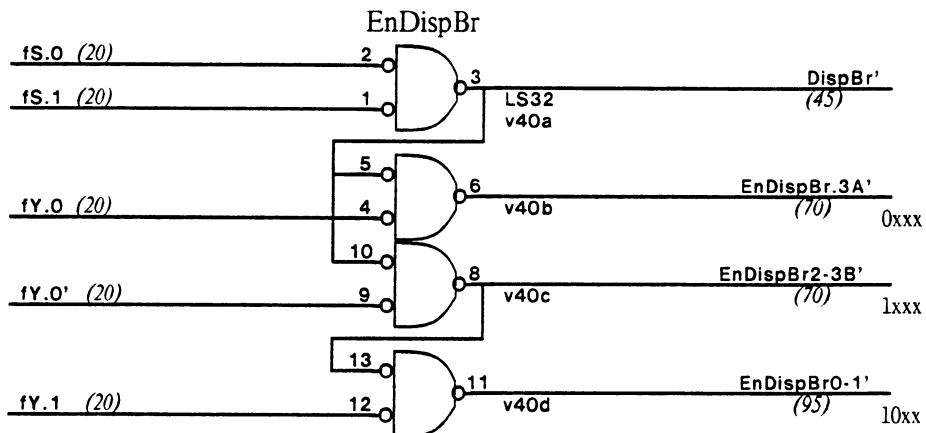 EnDispBr
fS.0 (20) 2 3 DispBr'
(45)
fS.1 (20) 1 LS32
v40a
5 6 EnDispBr.3A'
fY.0 (20) 4 v40b (70) 0xxx
10 8 EnDispBr2-3B'
fY.0' (20) 9 v40c (70) 1xxx
13 11 EnDispBr0-1'
fY.1 (20) 12 v40d (95) 10xx